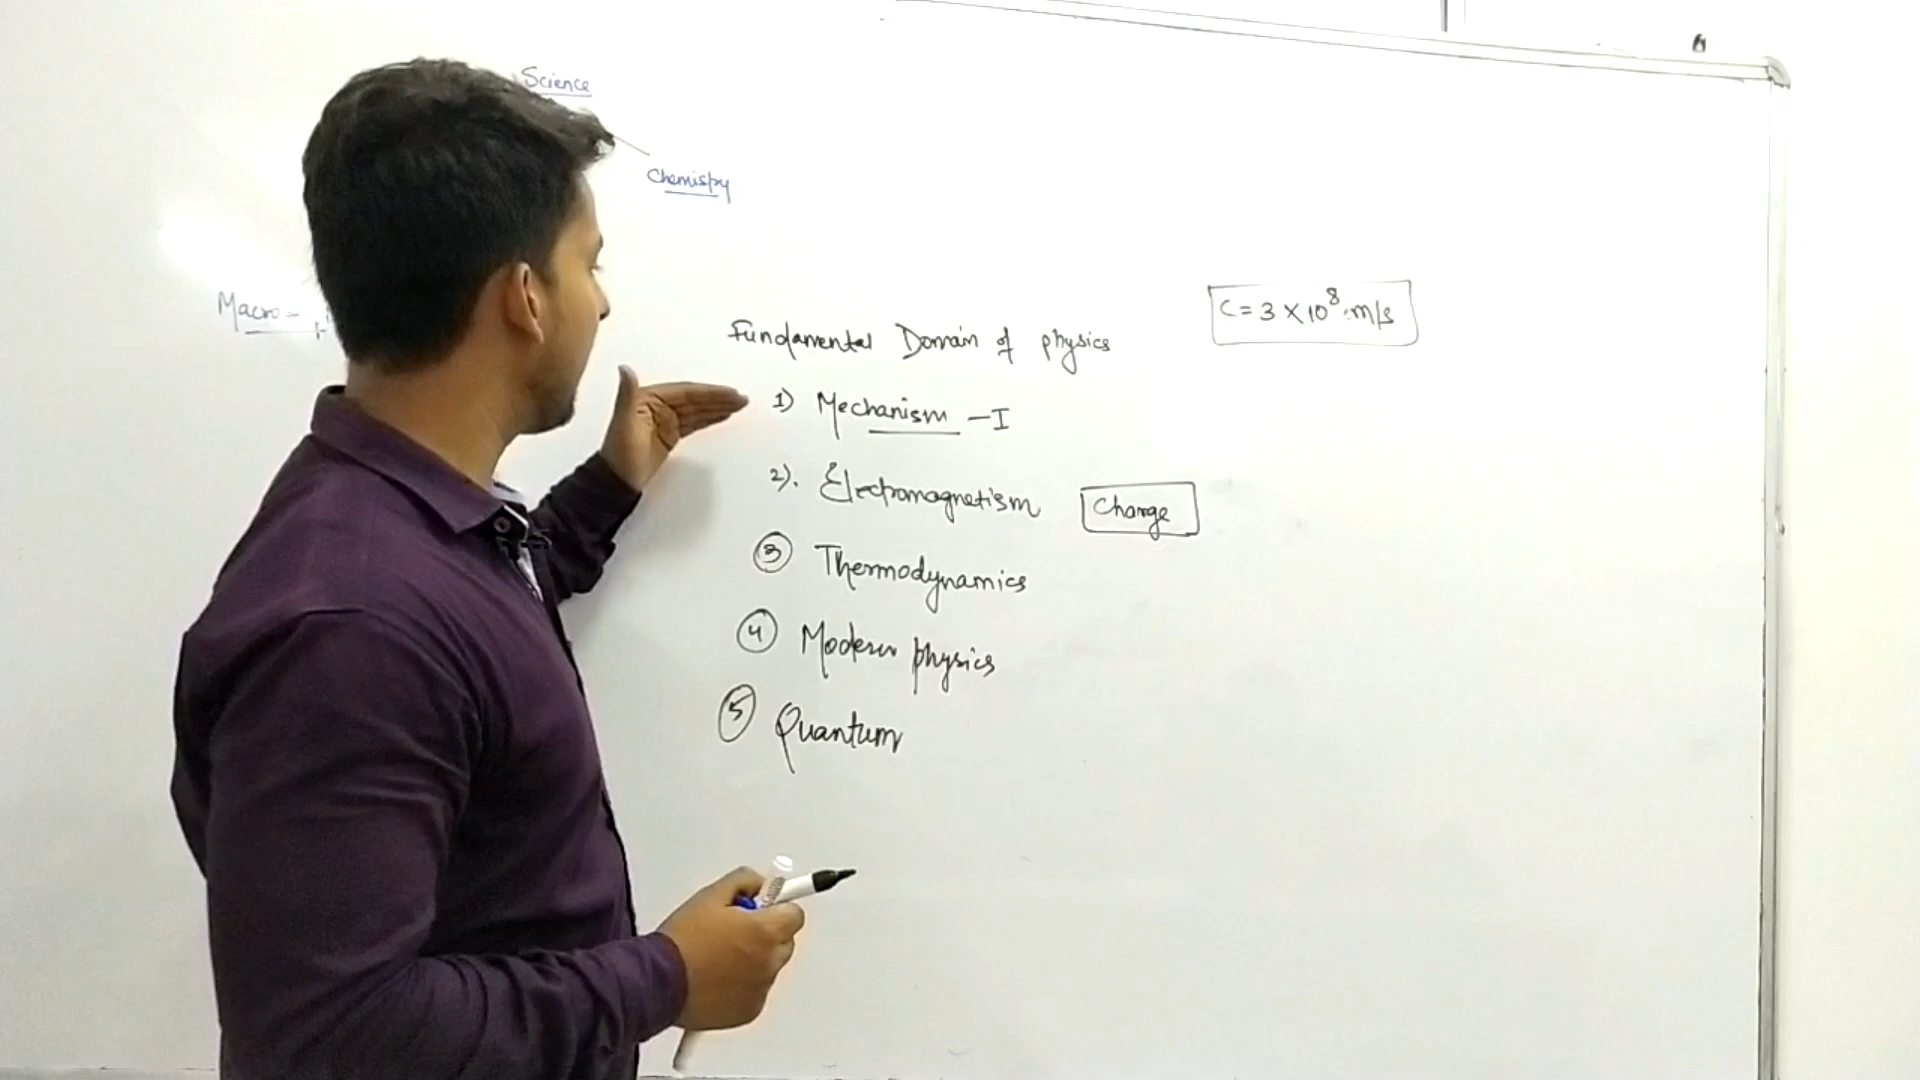 Science
Chemistry
Macro -
C = 3 × 10⁸ m/s
Fundamental Domain of physics
1) Mechanism - I
2). Electromagnetism
Charge
3 Thermodynamics
4 Modern physics
5 Quantum